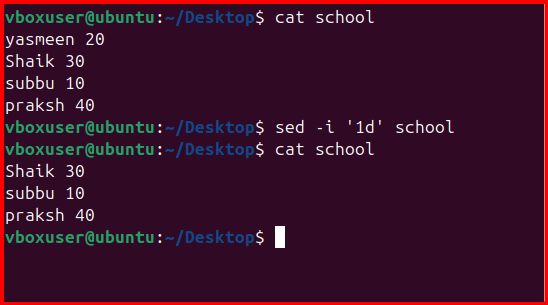 vboxuser@ubuntu:~/Desktop$ cat school
yasmeen 20
Shaik 30
subbu 10
praksh 40
vboxuser@ubuntu:~/Desktop$ sed -i '1d' school
vboxuser@ubuntu:~/Desktop$ cat school
Shaik 30
subbu 10
praksh 40
vboxuser@ubuntu:~/Desktop$